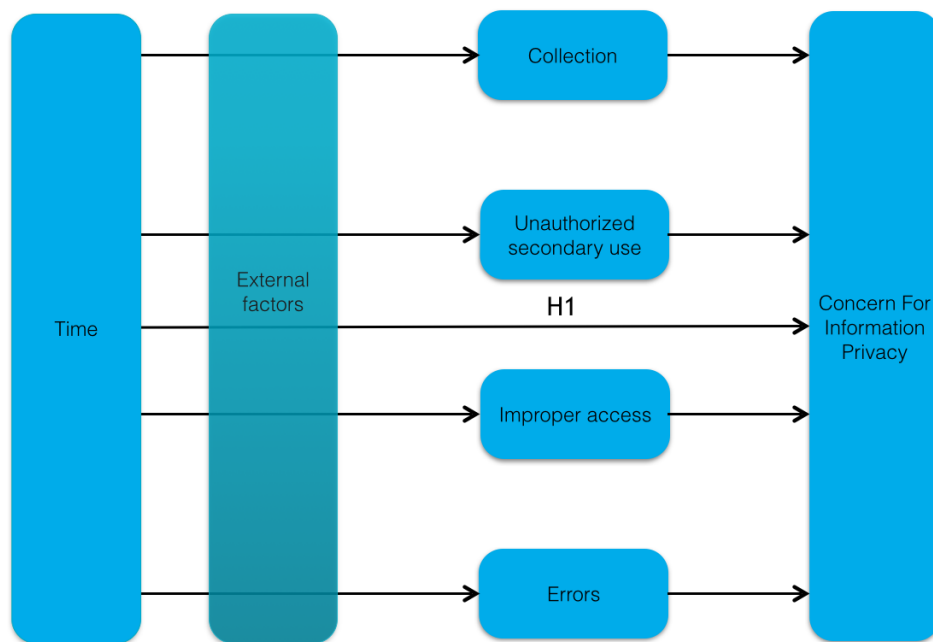 Collection
Unauthorized
secondary use
External
factors
H1
Time
Concern For
Information
Privacy
Improper access
Errors